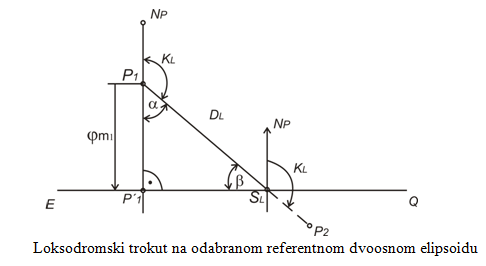 NP
KL
P1
α
DL
φm1
NP
KL
β
E
P´1
SL
Q
P2
Loksodromski trokut na odabranom referentnom dvoosnom elipsoidu